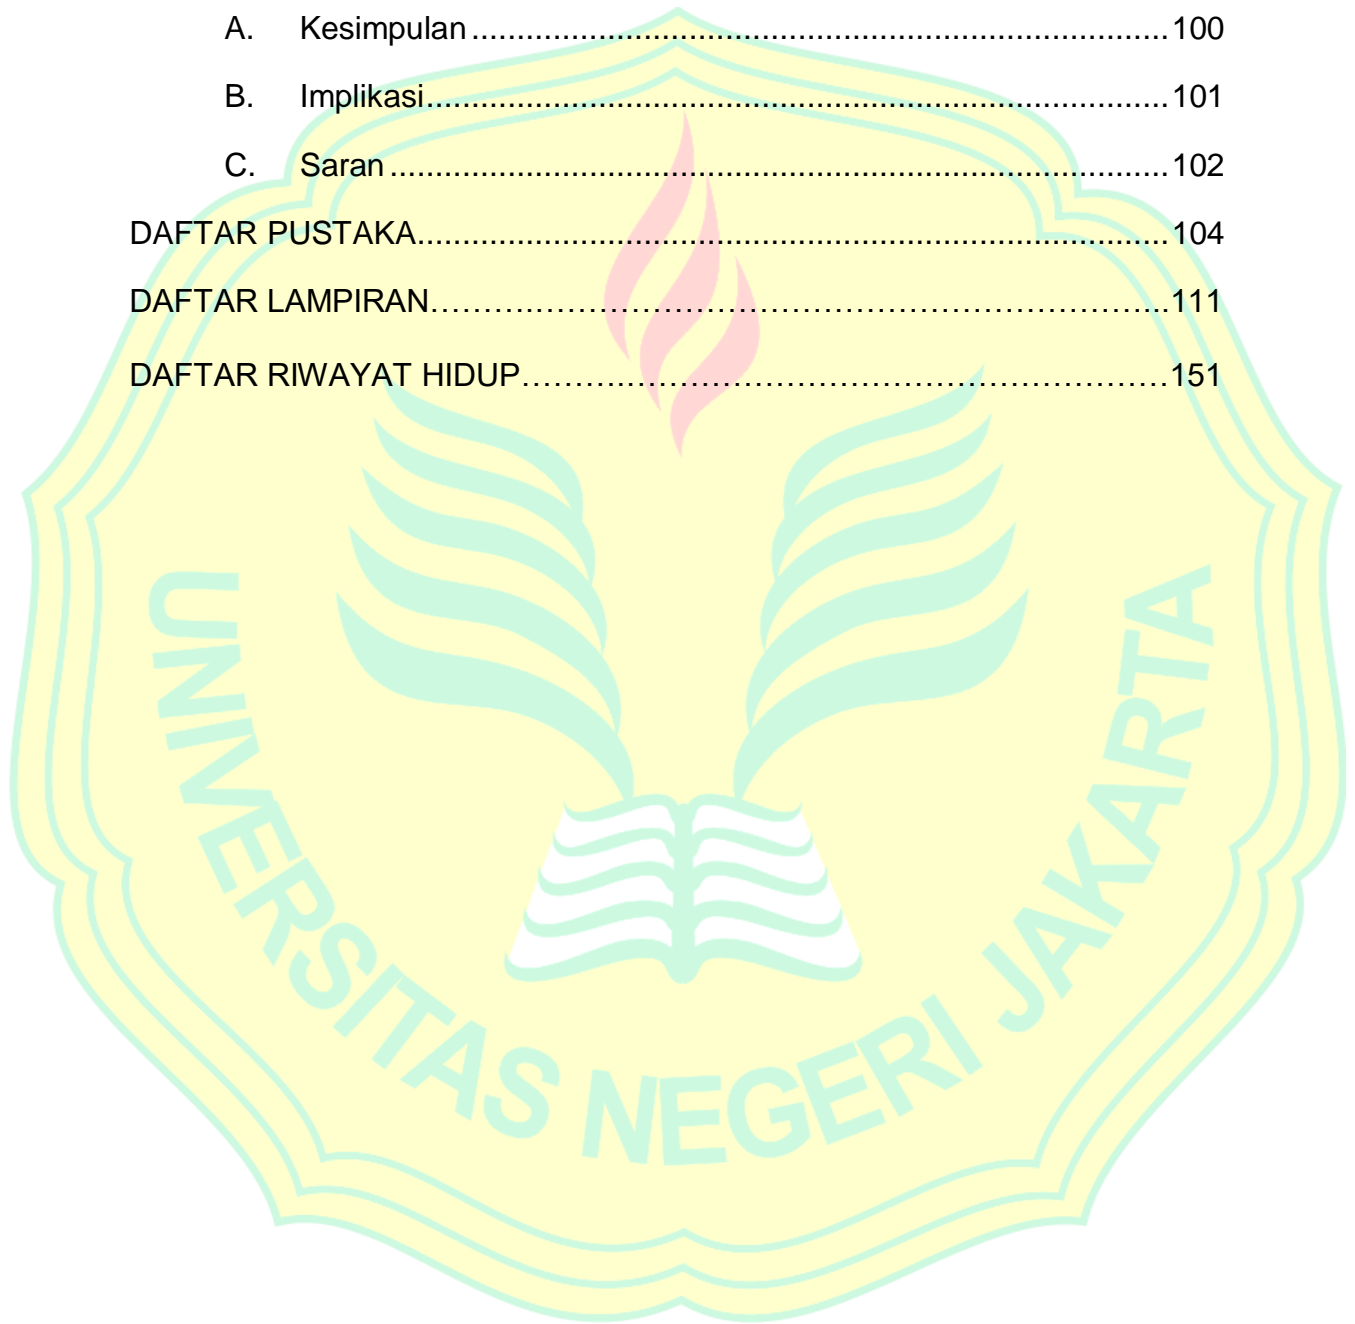 A. Kesimpulan ........................................................................... 100
B. Implikasi ................................................................................ 101
C. Saran .................................................................................... 102
DAFTAR PUSTAKA ................................................................................. 104
DAFTAR LAMPIRAN……………………………………………………………... 111
DAFTAR RIWAYAT HIDUP……………………………………………………… 151
UNIVERSITAS NEGERI JAKARTA